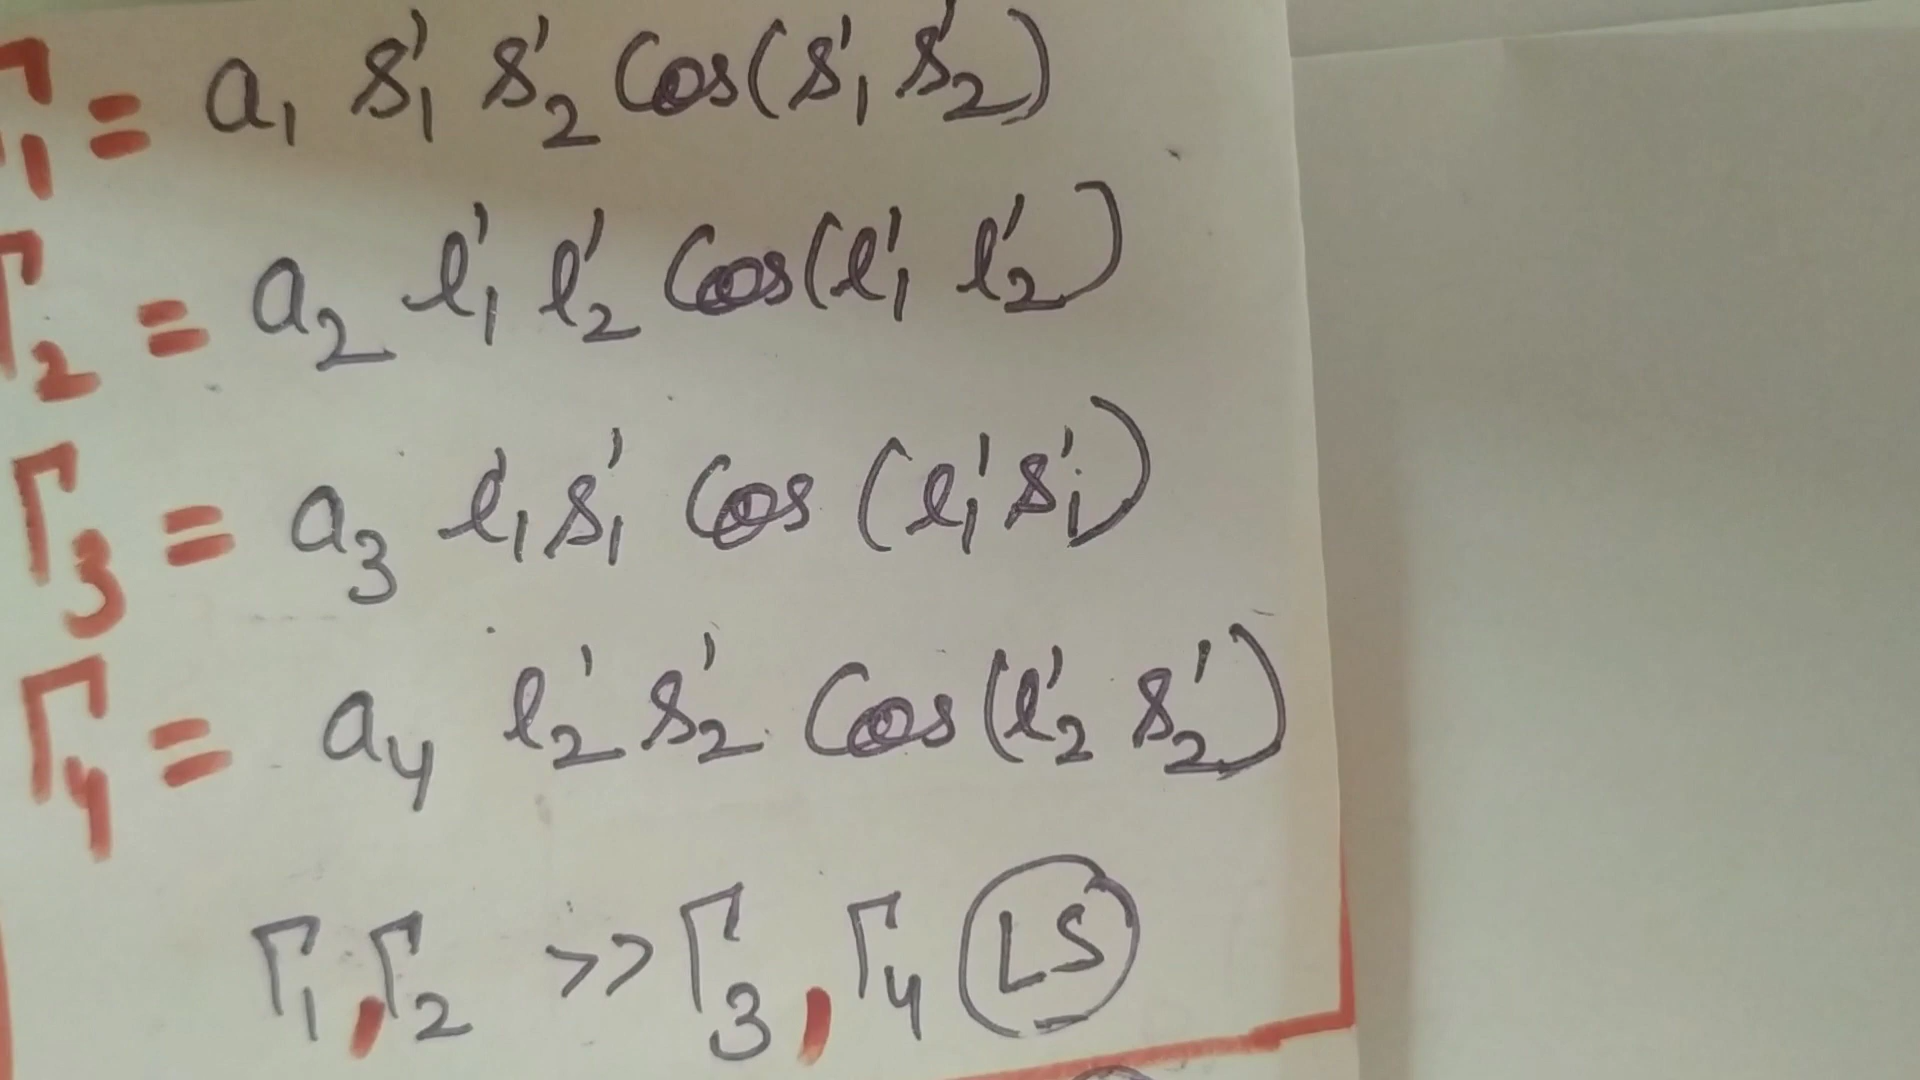 Γ₁ = a₁ s'₁ s'₂ Cos(s'₁ s'₂)
Γ₂ = a₂ l'₁ l'₂ Cos(l'₁ l'₂)
Γ₃ = a₃ l'₁ s'₁ Cos (l'₁ s'₁)
Γ₄ = a₄ l'₂ s'₂ Cos (l'₂ s'₂)
Γ₁, Γ₂ >> Γ₃, Γ₄ LS